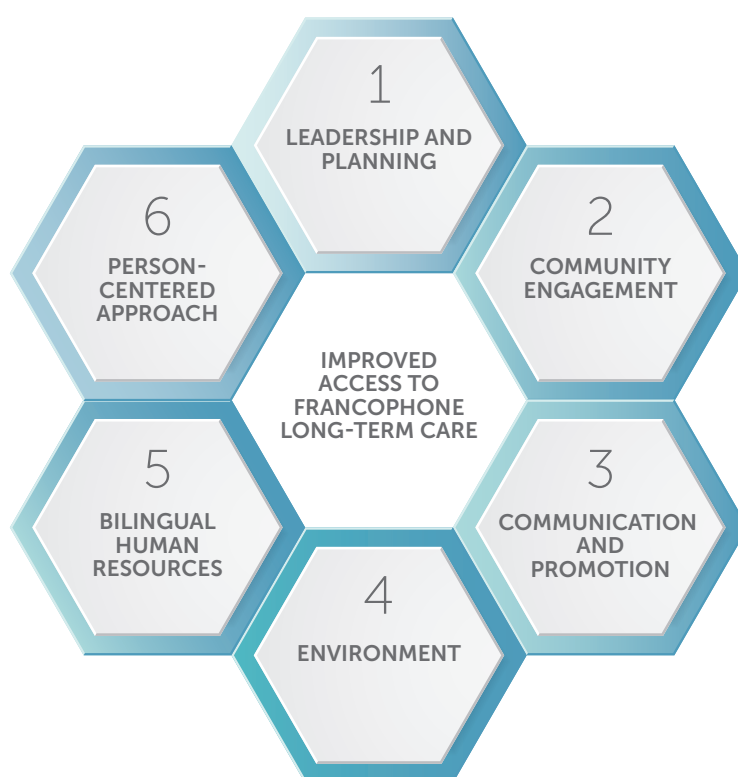 1
LEADERSHIP AND
PLANNING
2
COMMUNITY
ENGAGEMENT
3
COMMUNICATION
AND
PROMOTION
4
ENVIRONMENT
5
BILINGUAL
HUMAN
RESOURCES
6
PERSON-
CENTERED
APPROACH
IMPROVED
ACCESS TO
FRANCOPHONE
LONG-TERM CARE